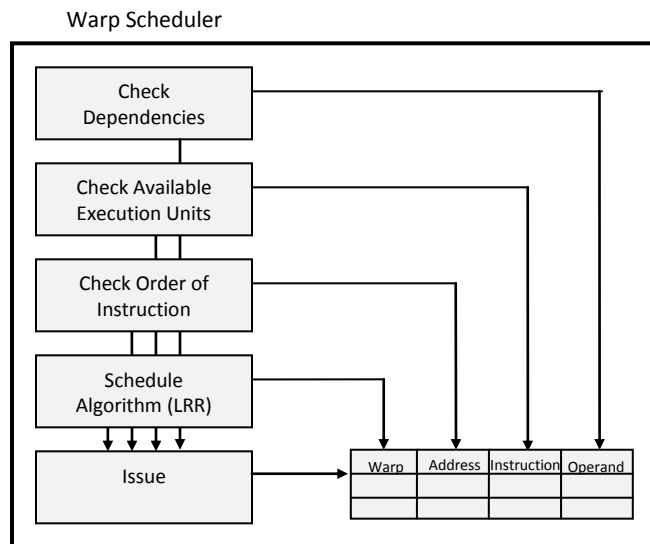 Warp Scheduler
Check
Dependencies
Check Available
Execution Units
Check Order of
Instruction
Schedule
Algorithm (LRR)
Issue
Warp Address Instruction Operand